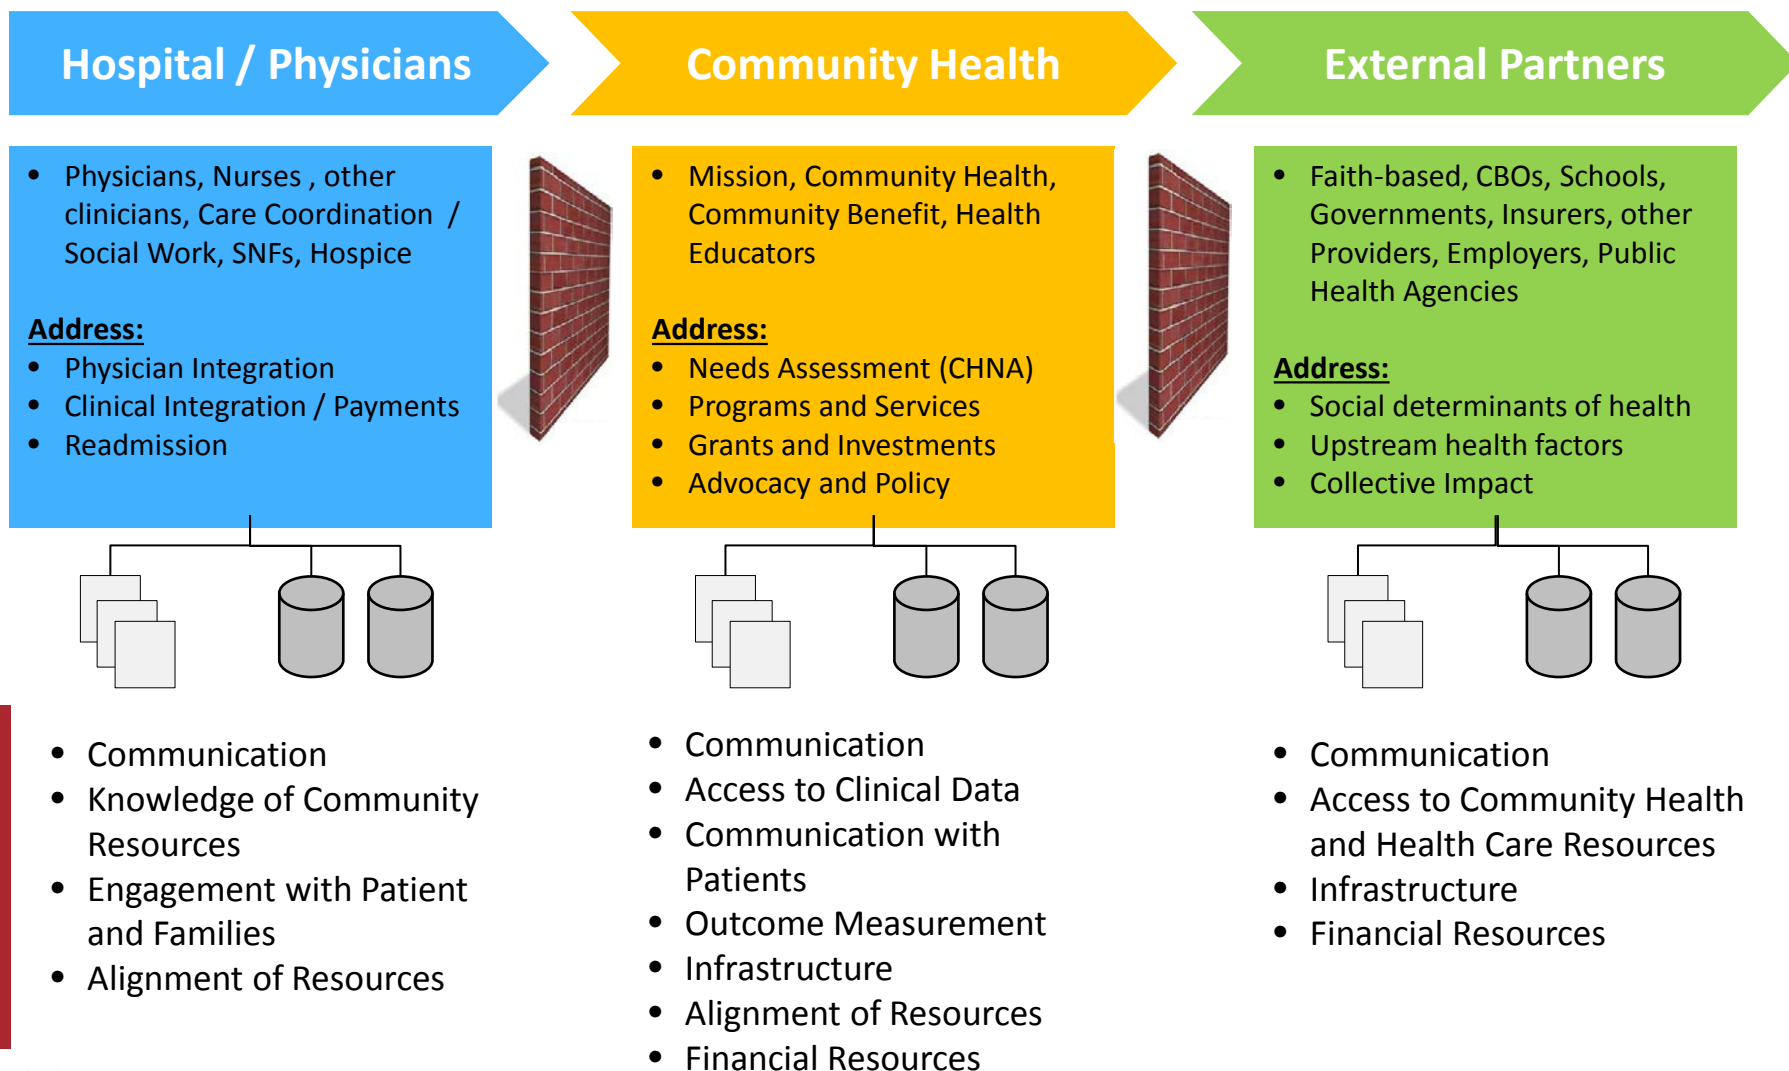 Hospital / Physicians
Community Health
External Partners
• Physicians, Nurses , other
clinicians, Care Coordination /
Social Work, SNFs, Hospice
Address:
• Physician Integration
• Clinical Integration / Payments
• Readmission
• Mission, Community Health,
Community Benefit, Health
Educators
Address:
• Needs Assessment (CHNA)
• Programs and Services
• Grants and Investments
• Advocacy and Policy
• Faith-based, CBOs, Schools,
Governments, Insurers, other
Providers, Employers, Public
Health Agencies
Address:
• Social determinants of health
• Upstream health factors
• Collective Impact
• Communication
• Knowledge of Community
Resources
• Engagement with Patient
and Families
• Alignment of Resources
• Communication
• Access to Clinical Data
• Communication with
Patients
• Outcome Measurement
• Infrastructure
• Alignment of Resources
• Financial Resources
• Communication
• Access to Community Health
and Health Care Resources
• Infrastructure
• Financial Resources